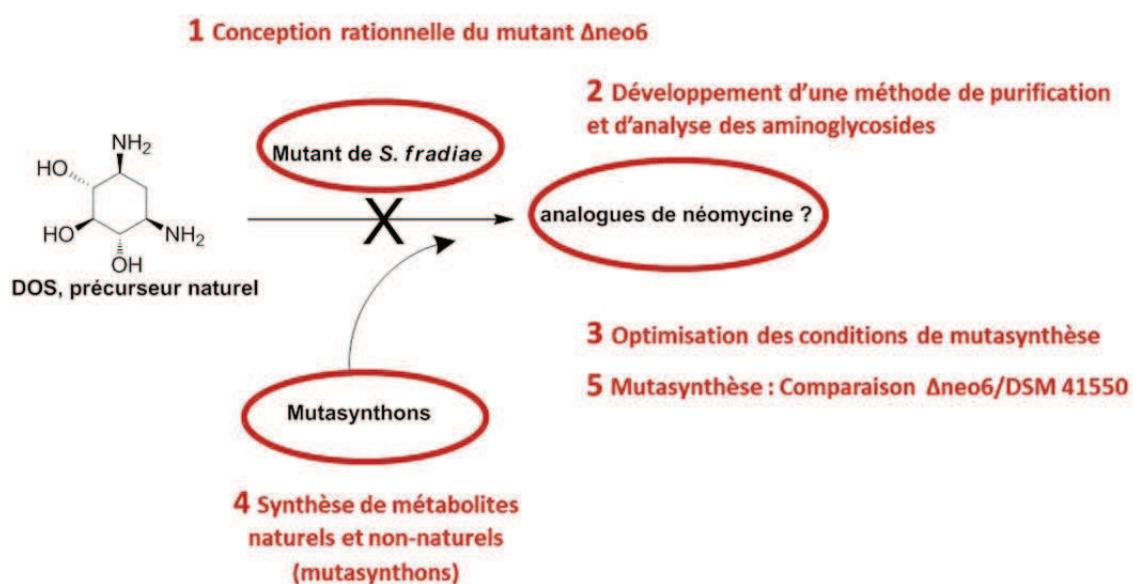 1 Conception rationnelle du mutant Δneo6
2 Développement d'une méthode de purification
et d'analyse des aminoglycosides
Mutant de S. fradiae
X
analogues de néomycine ?
NH₂
HO
HO
NH₂
OH
DOS, précurseur naturel
3 Optimisation des conditions de mutasynthèse
5 Mutasynthèse : Comparaison Δneo6/DSM 41550
Mutasynthons
4 Synthèse de métabolites
naturels et non-naturels
(mutasynthons)